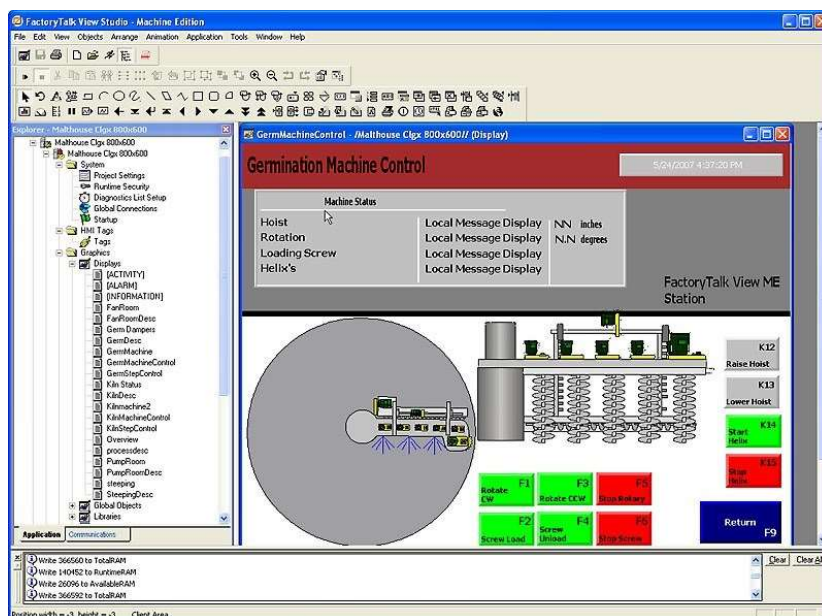 FactoryTalk View Studio - Machine Edition
File Edit View Objects Arrange Animation Application Tools Window Help
Explorer - Malthouse Clgx 800x600
Malthouse Clgx 800x600
Malthouse Clgx 800x600
System
Project Settings
Runtime Security
Diagnostics List Setup
Global Connections
Startup
HMI Tags
Tags
Graphics
Displays
[ACTIVITY]
[ALARM]
[INFORMATION]
FanRoom
FanRoomDesc
Germ Dampers
GermDesc
GermMachine
GermMachineControl
GermStepControl
Kiln Status
KilnDesc
Kilnmachine2
KilnMachineControl
KilnStepControl
Overview
processdesc
PumpRoom
PumpRoomDesc
steeping
SteepingDesc
Global Objects
Libraries
Application Communications
GermMachineControl - /Malthouse Clgx 800x600// (Display)
Germination Machine Control
5/24/2007 4:37:20 PM
Machine Status
Hoist Local Message Display NN inches
Rotation Local Message Display N.N degrees
Loading Screw Local Message Display
Helix's Local Message Display
FactoryTalk View ME
Station
K12
Raise Hoist
K13
Lower Hoist
K14
Start
Helix
K15
Stop
Helix
F1
Rotate
CW
F3
Rotate CCW
F5
Stop Rotary
F2
Screw Load
F4
Screw
Unload
F6
Stop Screw
Return
F9
Write 366560 to TotalRAM
Write 140452 to RuntimeRAM
Write 26096 to AvailableRAM
Write 366592 to TotalRAM
Clear Clear All
Position width = -3, height = -3 Client Area